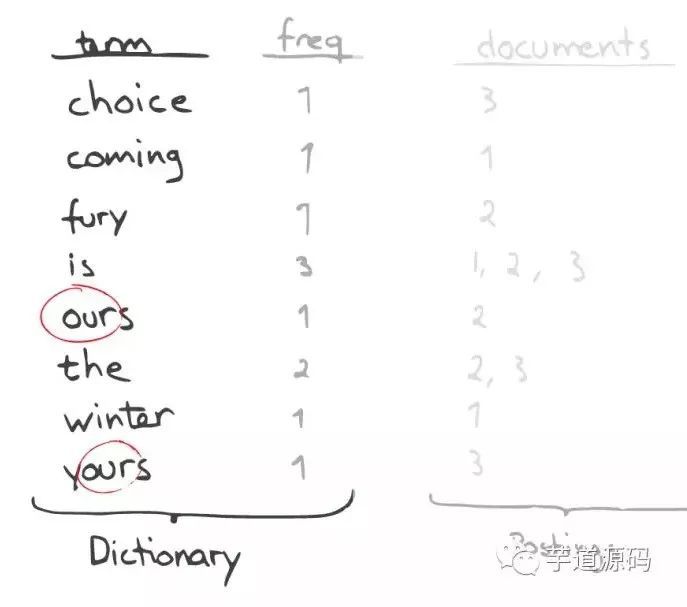 term freq documents
choice 1 3
coming 1 1
fury 1 2
is 3 1, 2, 3
ours 1 2
the 2 2, 3
winter 1 1
yours 1 3
Dictionary Postings
芋道源码